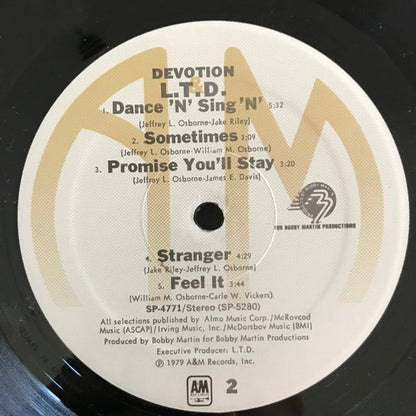 DEVOTION
L.T.D.
1. Dance 'N' Sing 'N' 5:32
(Jeffrey L. Osborne-Jake Riley)
2. Sometimes 3:09
(Jeffrey L. Osborne-William M. Osborne)
3. Promise You'll Stay 3:20
(Jeffrey L. Osborne-James E. Davis)
FOR BOBBY MARTIN PRODUCTIONS
4. Stranger 4:29
(Jake Riley-Jeffrey L. Osborne)
5. Feel It 3:44
(William M. Osborne-Carle W. Vickers)
SP-4771/Stereo (SP-5280)
All selections published by Almo Music Corp./McRovcod
Music (ASCAP)/Irving Music, Inc./McDorsbov Music (BMI)
Produced by Bobby Martin for Bobby Martin Productions
Executive Producer: L.T.D.
℗ 1979 A&M Records, Inc.
AM
RECORDS
2